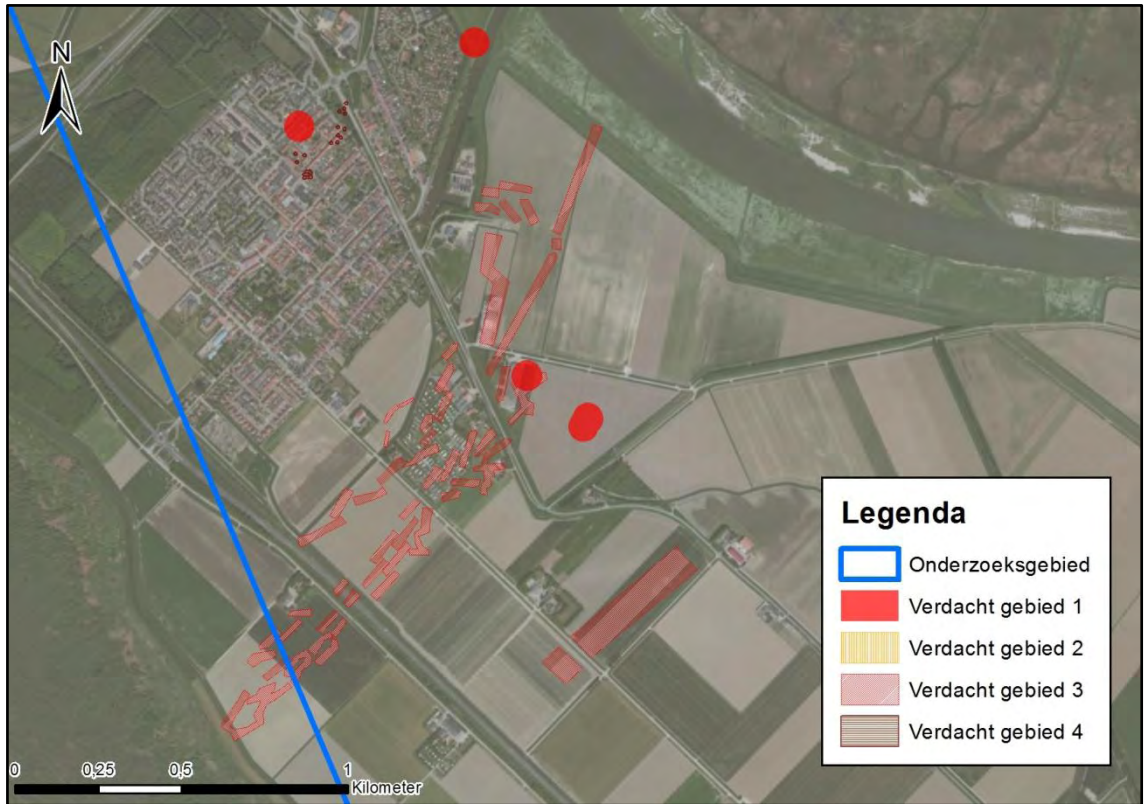 N
Legenda
Onderzoeksgebied
Verdacht gebied 1
Verdacht gebied 2
Verdacht gebied 3
Verdacht gebied 4
0 0,25 0,5 1
Kilometer